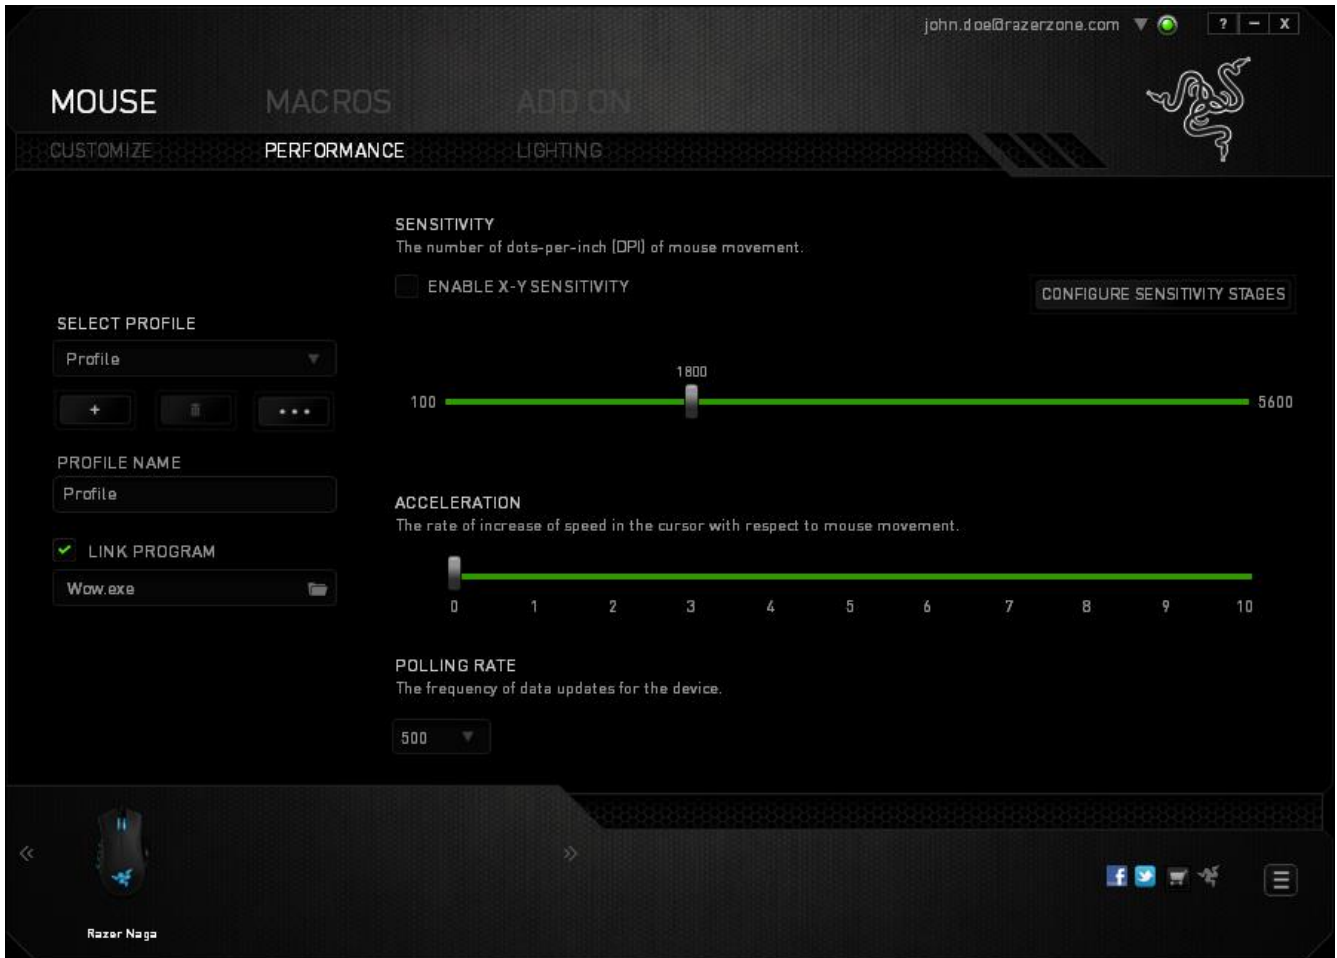 john.doe@razerzone.com
? - X
MOUSE MACROS ADD ON
CUSTOMIZE PERFORMANCE LIGHTING
SENSITIVITY
The number of dots-per-inch (DPI) of mouse movement.
ENABLE X-Y SENSITIVITY
CONFIGURE SENSITIVITY STAGES
SELECT PROFILE
Profile
1800
100 5600
+ •••
PROFILE NAME
Profile
ACCELERATION
The rate of increase of speed in the cursor with respect to mouse movement.
LINK PROGRAM
Wow.exe
0 1 2 3 4 5 6 7 8 9 10
POLLING RATE
The frequency of data updates for the device.
500
Razer Naga